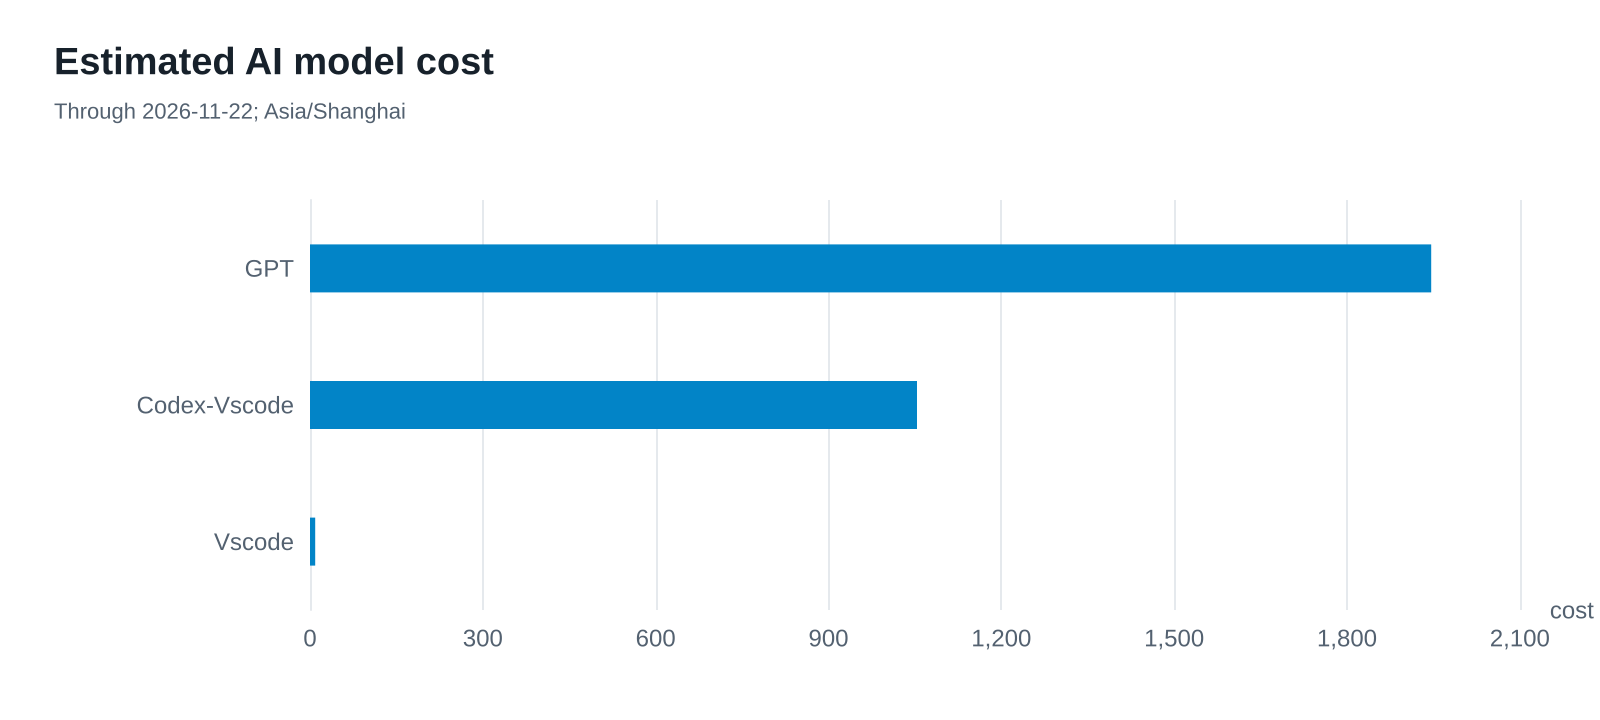 Estimated AI model cost
Through 2026-11-22; Asia/Shanghai
GPT
Codex-Vscode
Vscode
cost
0 300 600 900 1,200 1,500 1,800 2,100